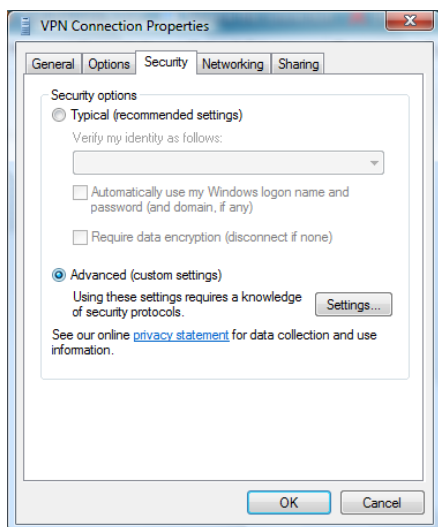 VPN Connection Properties
General Options Security Networking Sharing
Security options
Typical (recommended settings)
Verify my identity as follows:
Automatically use my Windows logon name and
password (and domain, if any)
Require data encryption (disconnect if none)
Advanced (custom settings)
Using these settings requires a knowledge
of security protocols.
Settings...
See our online privacy statement for data collection and use
information.
OK Cancel